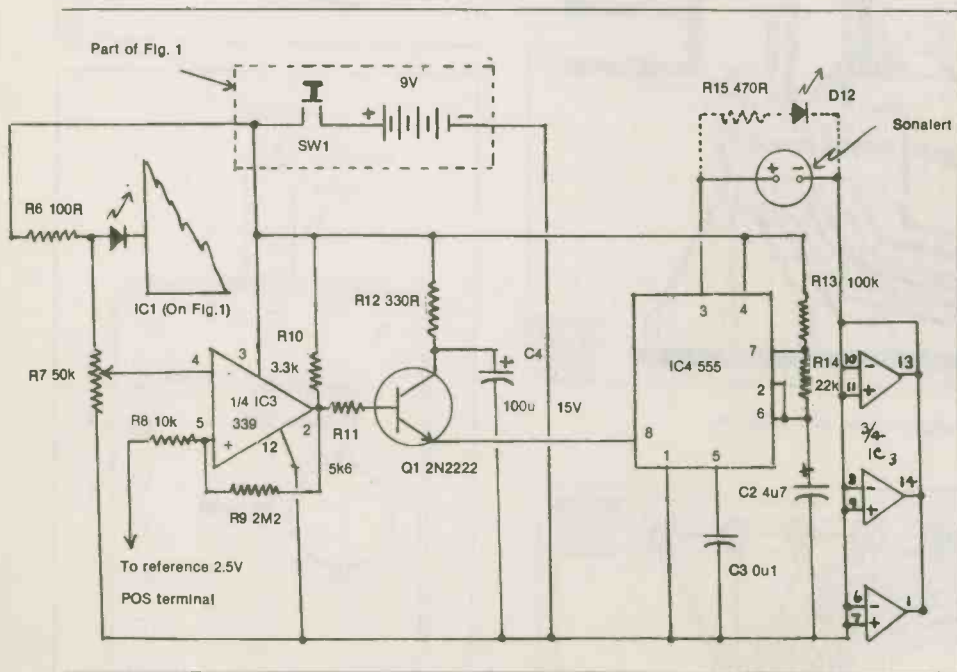 Part of Fig. 1
9V
+
−
SW1
R15 470R
D12
Sonalert
+ −
R6 100R
IC1 (On Fig.1)
R12 330R
R13 100k
3 4
R10
3.3k
3
4
-
R7 50k
1/4 IC3
339
2
R8 10k
5
+
12
R11
5k6
R9 2M2
C4
+
100u
15V
Q1 2N2222
IC4 555
7
R14
22k
2
6
8
1 5
C2 4u7
+
C3 0u1
10
-
13
11
+
3/4
IC3
8
-
14
9
+
6
-
1
7
+
To reference 2.5V
POS terminal